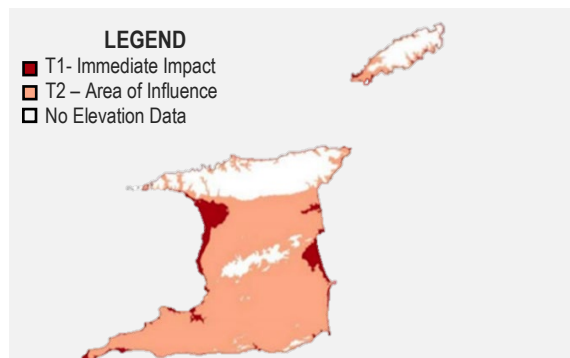 LEGEND
T1- Immediate Impact
T2 – Area of Influence
No Elevation Data